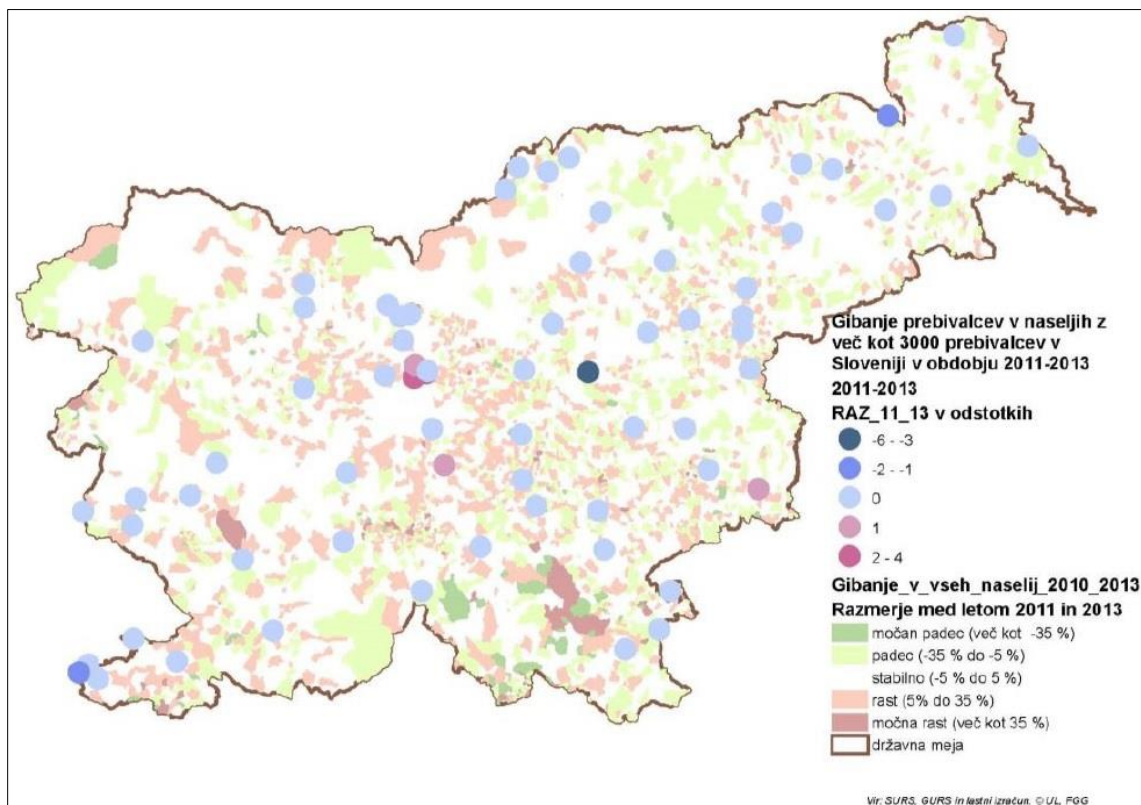 Gibanje prebivalcev v naseljih z
več kot 3000 prebivalcev v
Sloveniji v obdobju 2011-2013
2011-2013
RAZ_11_13 v odstotkih
-6 - -3
-2 - -1
0
1
2 - 4
Gibanje_v_vseh_naselij_2010_2013
Razmerje med letom 2011 in 2013
močan padec (več kot -35 %)
padec (-35 % do -5 %)
stabilno (-5 % do 5 %)
rast (5% do 35 %)
močna rast (več kot 35 %)
državna meja
Vir: SURS, GURS in lastni izračun, © UL, FGG